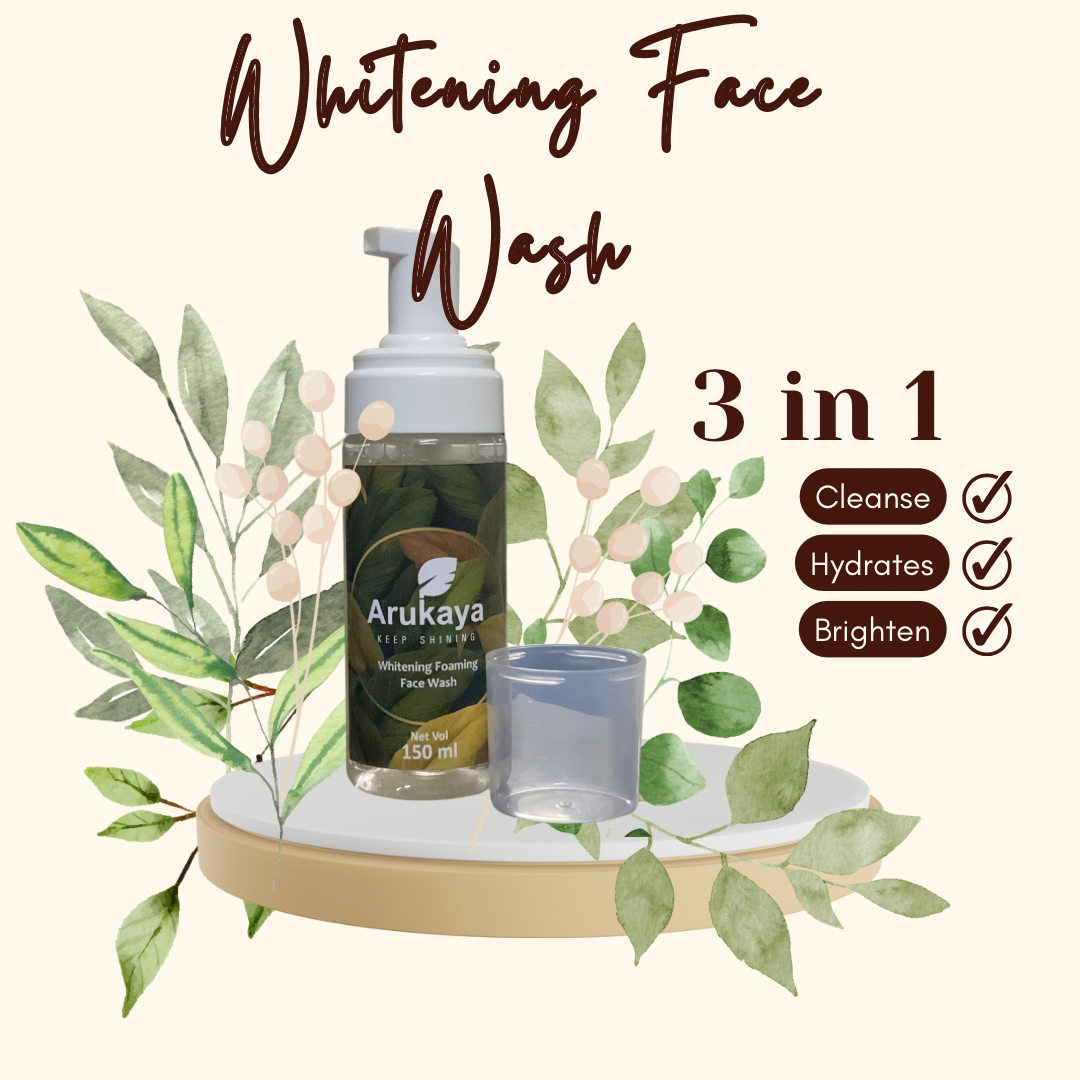 Whitening Face
Wash
3 in 1
Cleanse
Hydrates
Brighten
Arukaya
KEEP SHINING
Whitening Foaming
Face Wash
Net Vol
150 ml